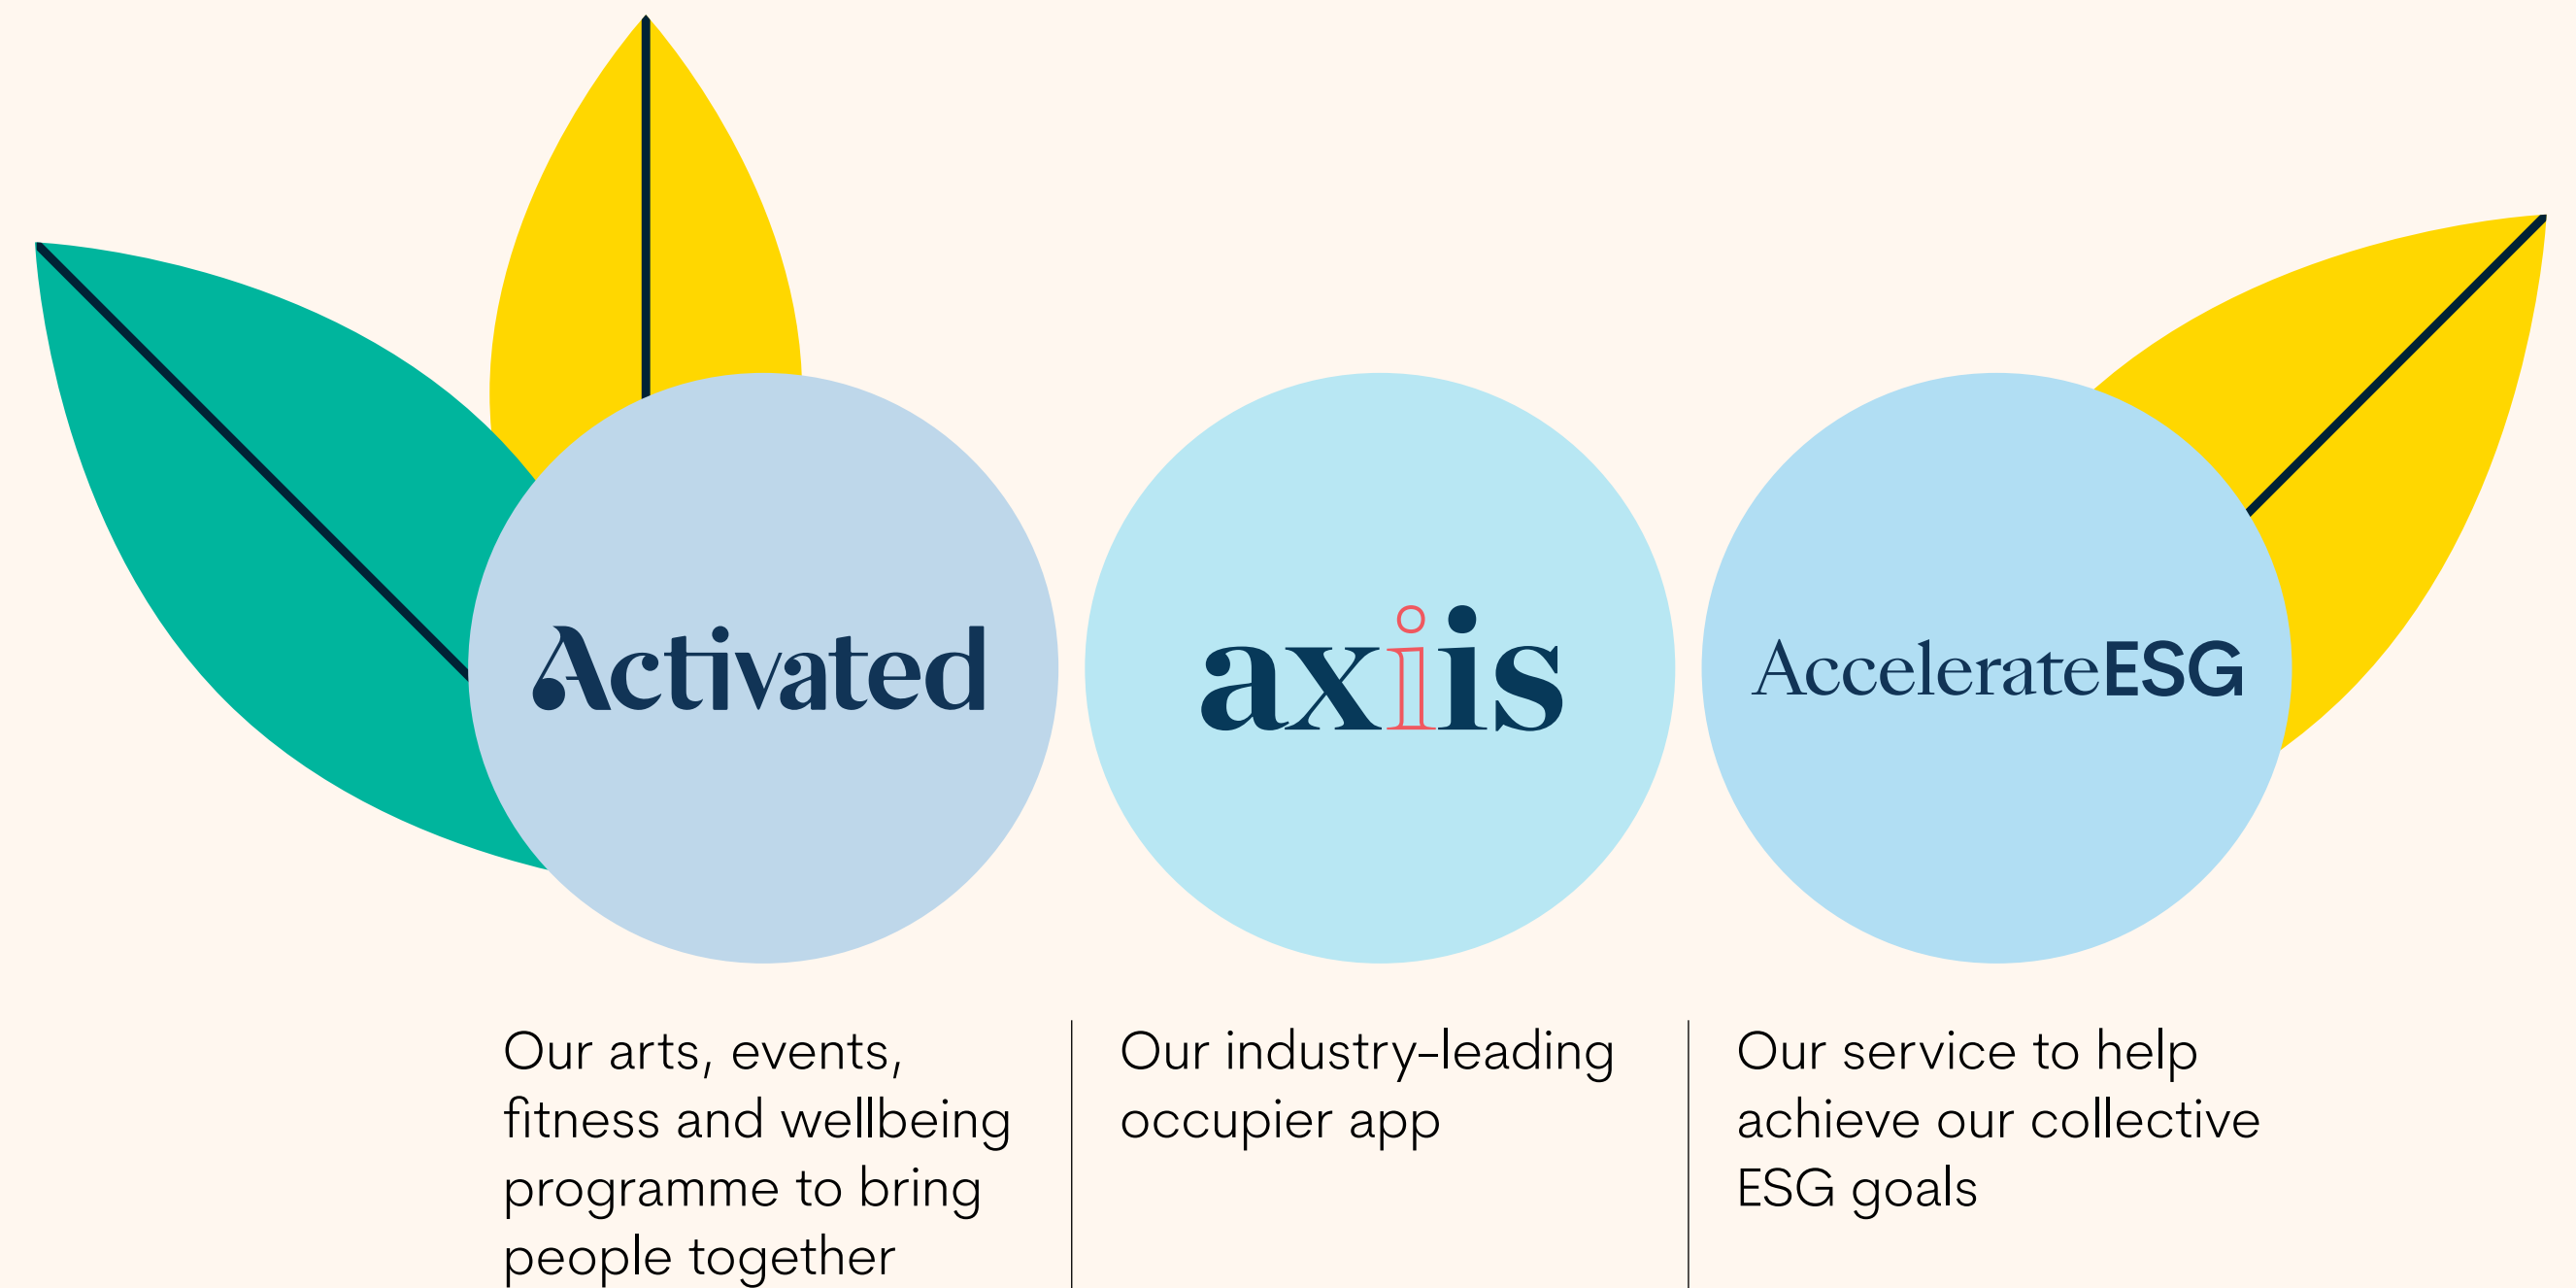 Activated
axiis
AccelerateESG
Our arts, events,
fitness and wellbeing
programme to bring
people together
Our industry-leading
occupier app
Our service to help
achieve our collective
ESG goals